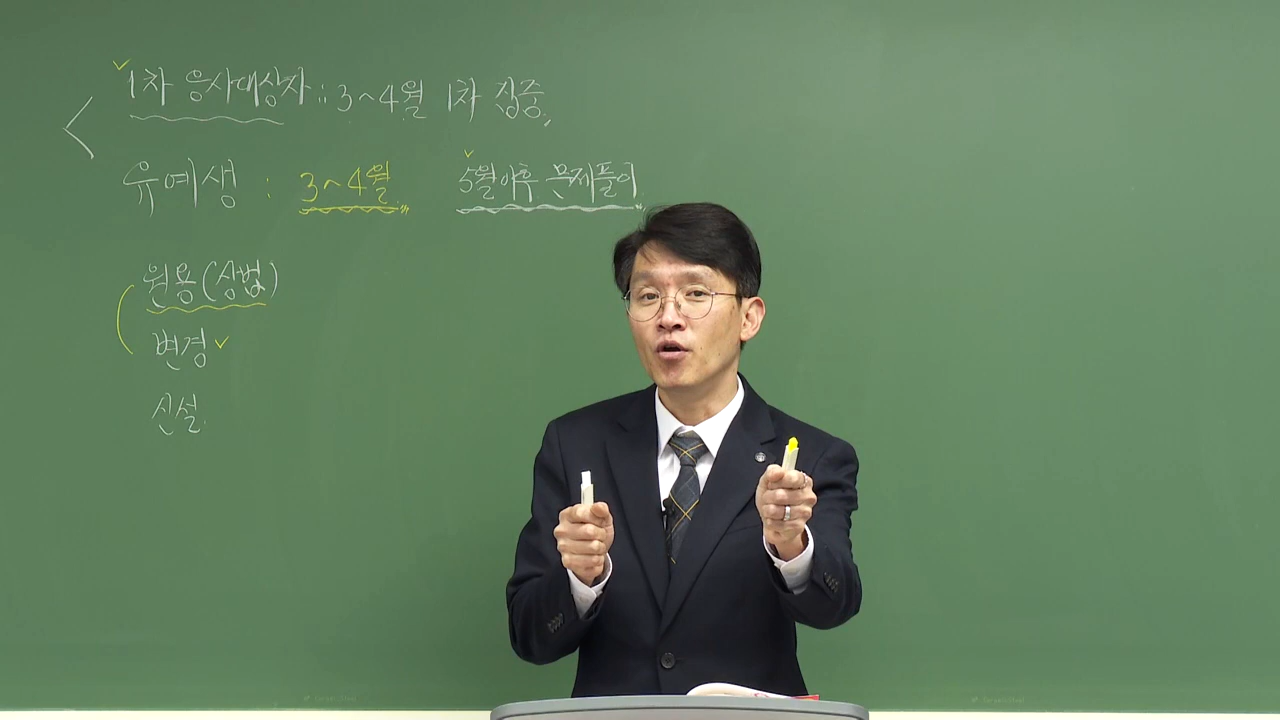 1차 응시대상자 : 3~4월 1차 집중.
유예생 : 3~4월. 5월이후 문제풀이.
원용(상법)
변경
신설.